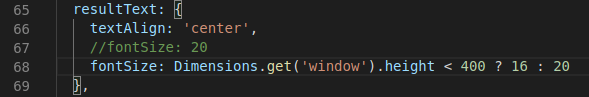 65 resultText: {
66 textAlign: 'center',
67 //fontSize: 20
68 fontSize: Dimensions.get('window').height < 400 ? 16 : 20
69 },